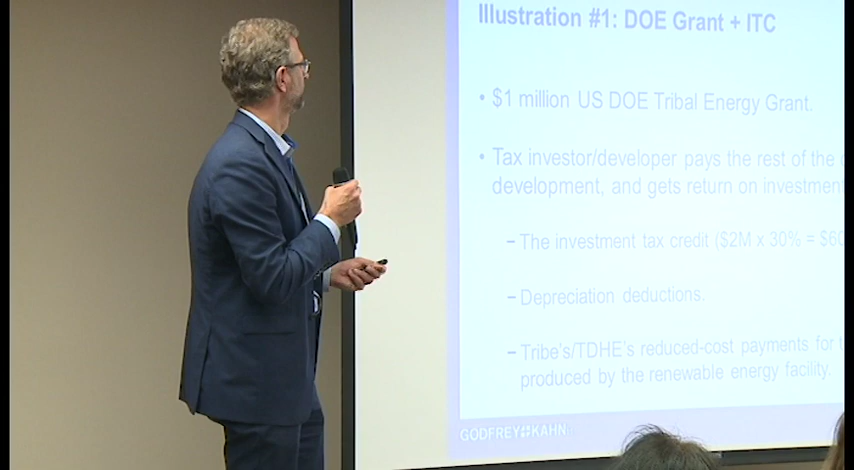 Illustration #1: DOE Grant + ITC
• $1 million US DOE Tribal Energy Grant.
• Tax investor/developer pays the rest of the
development, and gets return on investment
– The investment tax credit ($2M x 30% = $60
– Depreciation deductions.
– Tribe's/TDHE's reduced-cost payments for
produced by the renewable energy facility.
GODFREY KAHN